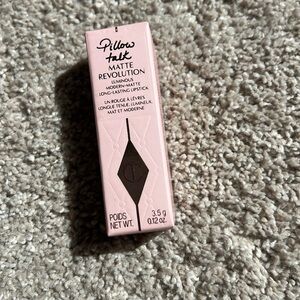 Pillow
talk
MATTE
REVOLUTION
LUMINOUS
MODERN-MATTE
LONG-LASTING LIPSTICK
UN ROUGE À LÈVRES
LONGUE TENUE, LUMINEUX,
MAT ET MODERNE
POIDS 3.5 g
NET WT. 0.12 oz.